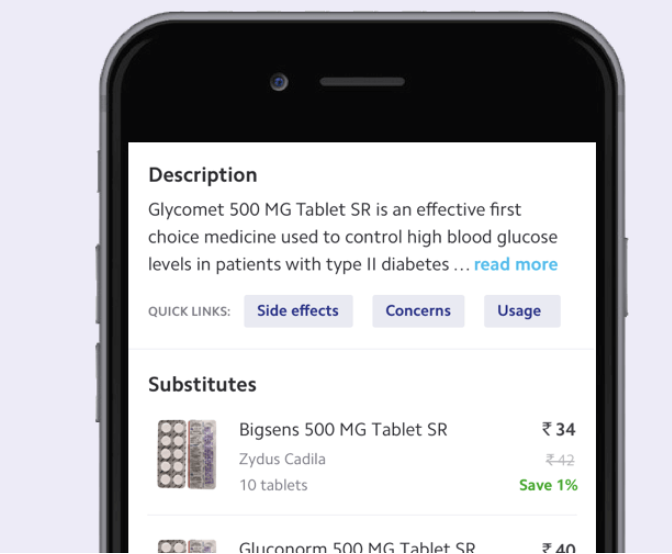 Description
Glycomet 500 MG Tablet SR is an effective first
choice medicine used to control high blood glucose
levels in patients with type II diabetes ... read more
QUICK LINKS: Side effects Concerns Usage
Substitutes
Bigsens 500 MG Tablet SR ₹ 34
Zydus Cadila ₹ 42
10 tablets Save 1%
Gluconorm 500 MG Tablet SR ₹ 40